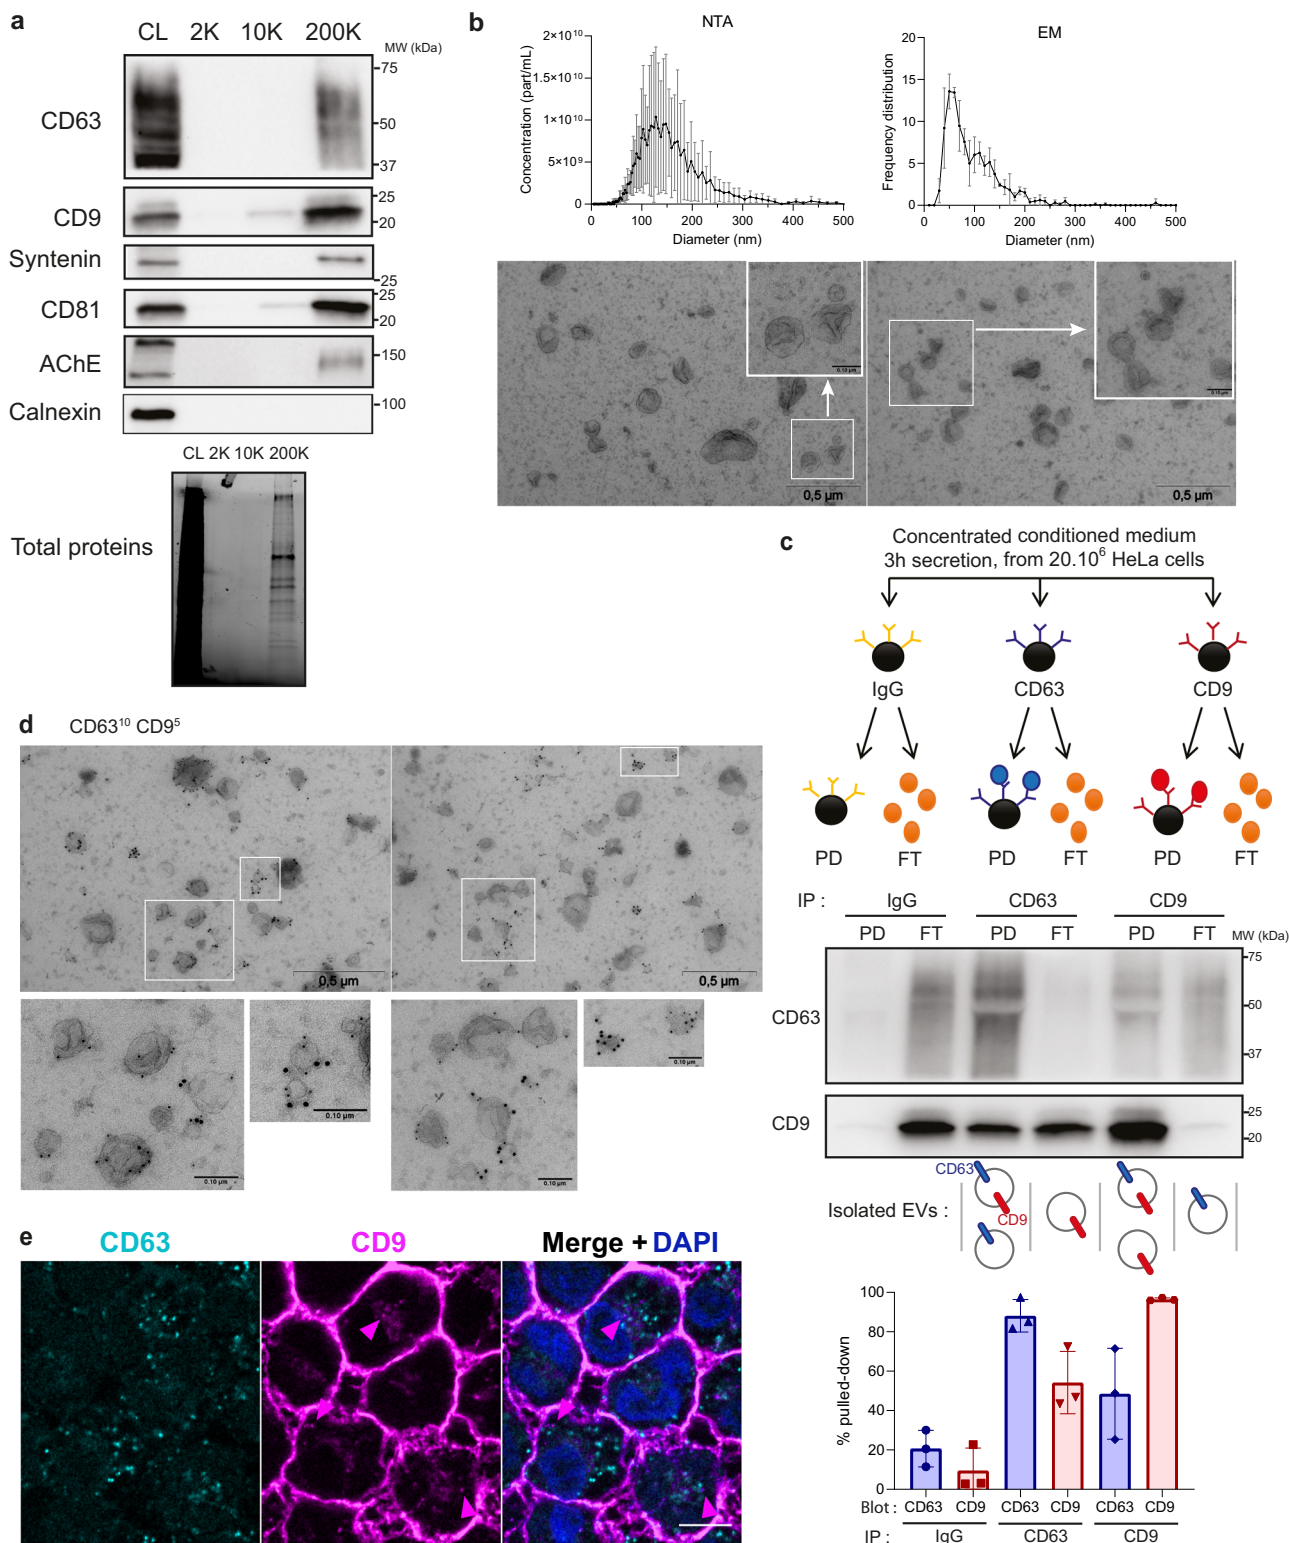 a
CL 2K 10K 200K
MW (kDa)
CD63
75
50
37
CD9
25
20
Syntenin
25
CD81
25
20
AChE
150
Calnexin
100
CL 2K 10K 200K
Total proteins
b
NTA
Concentration (part/mL)
2×10¹⁰
1.5×10¹⁰
1×10¹⁰
5×10⁹
0
0 100 200 300 400 500
Diameter (nm)
EM
Frequency distribution
20
15
10
5
0
0 100 200 300 400 500
Diameter (nm)
0.10 µm
0,5 µm
0.10 µm
0,5 µm
c
Concentrated conditioned medium
3h secretion, from 20.10⁶ HeLa cells
IgG CD63 CD9
PD FT PD FT PD FT
IP : IgG CD63 CD9
PD FT PD FT PD FT
MW (kDa)
CD63
75
50
37
CD9
25
20
Isolated EVs :
CD63
CD9
% pulled-down
100
80
60
40
20
0
Blot : CD63 CD9 CD63 CD9 CD63 CD9
IP : IgG CD63 CD9
d
CD63¹⁰ CD9⁵
0,5 µm
0,5 µm
0.10 µm
0.10 µm
0.10 µm
0.10 µm
e
CD63
CD9
Merge + DAPI